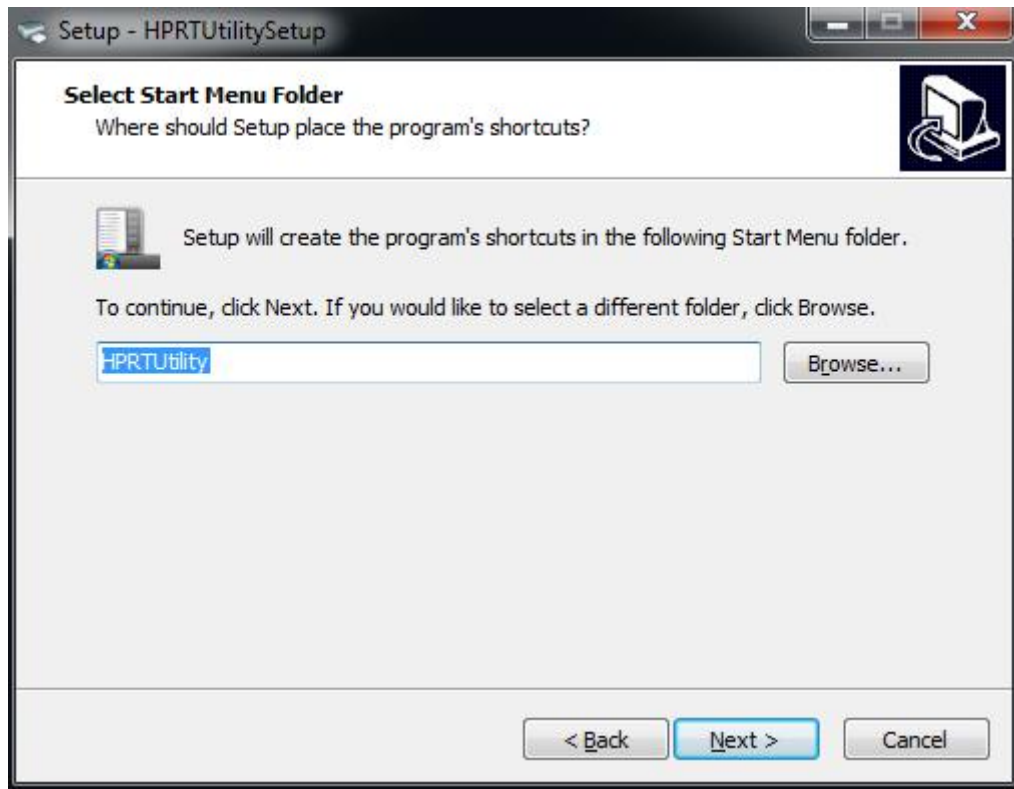 Setup - HPRTUtilitySetup
Select Start Menu Folder
Where should Setup place the program's shortcuts?
Setup will create the program's shortcuts in the following Start Menu folder.
To continue, click Next. If you would like to select a different folder, click Browse.
HPRTUtility
Browse...
< Back
Next >
Cancel